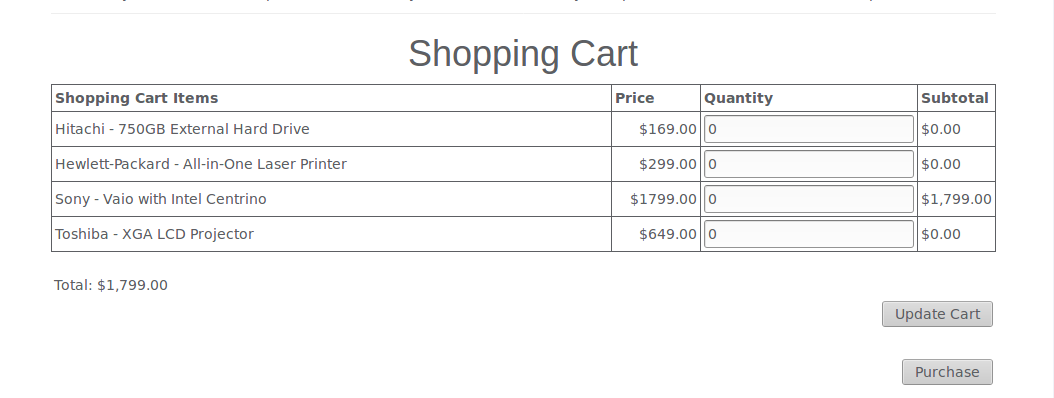 Shopping Cart
Shopping Cart Items Price Quantity Subtotal
Hitachi - 750GB External Hard Drive $169.00 0 $0.00
Hewlett-Packard - All-in-One Laser Printer $299.00 0 $0.00
Sony - Vaio with Intel Centrino $1799.00 0 $1,799.00
Toshiba - XGA LCD Projector $649.00 0 $0.00
Total: $1,799.00
Update Cart
Purchase